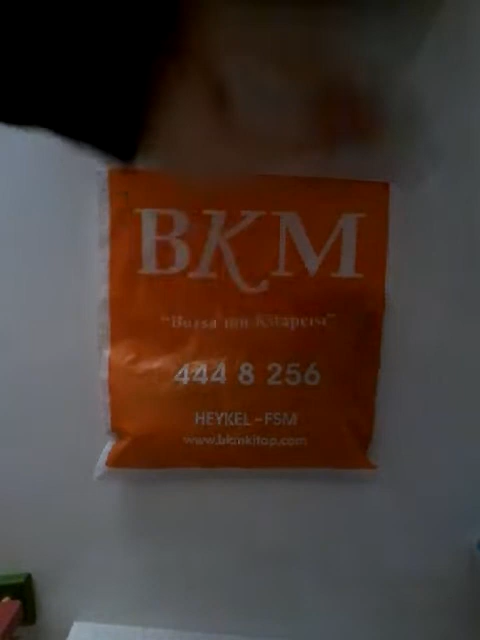 BKM
"Bursa'nın Kitapçısı"
444 8 256
HEYKEL - FSM
www.bkmkitap.com